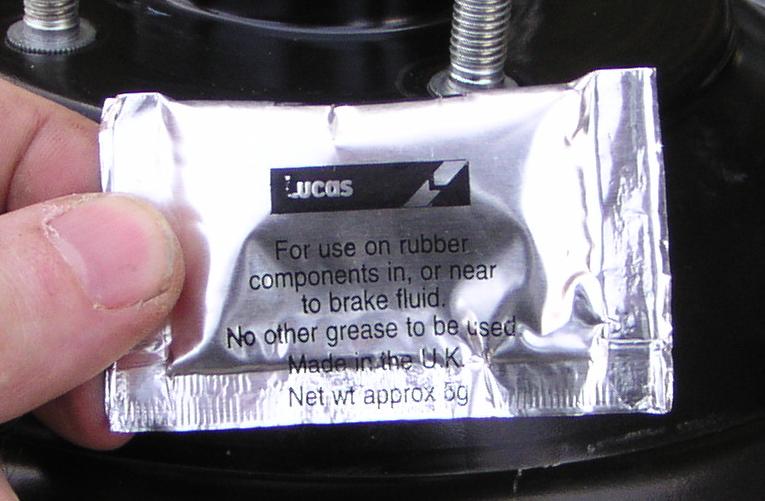 Lucas
For use on rubber
components in, or near
to brake fluid.
No other grease to be used.
Made in the U.K.
Net wt approx 5g